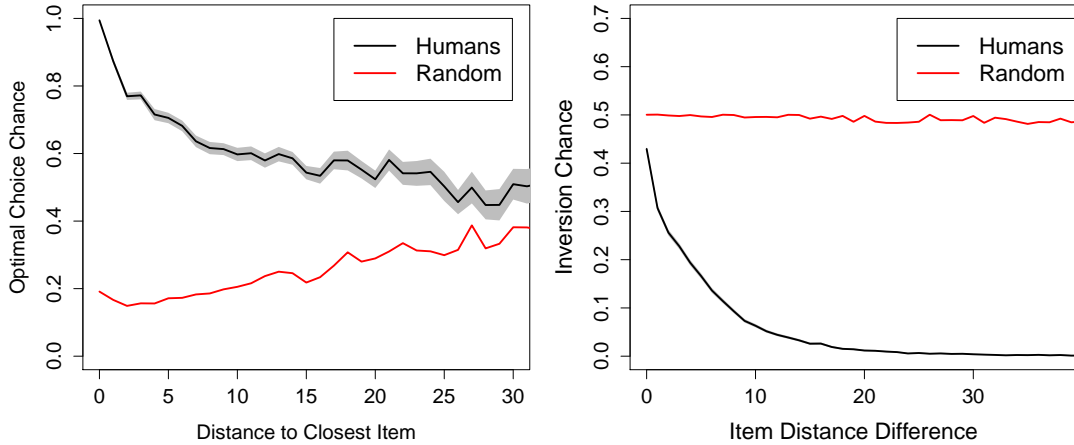 Humans
Random
Optimal Choice Chance
1.0
0.8
0.6
0.4
0.2
0.0
0 5 10 15 20 25 30
Distance to Closest Item
Humans
Random
Inversion Chance
0.7
0.6
0.5
0.4
0.3
0.2
0.1
0.0
0 10 20 30
Item Distance Difference